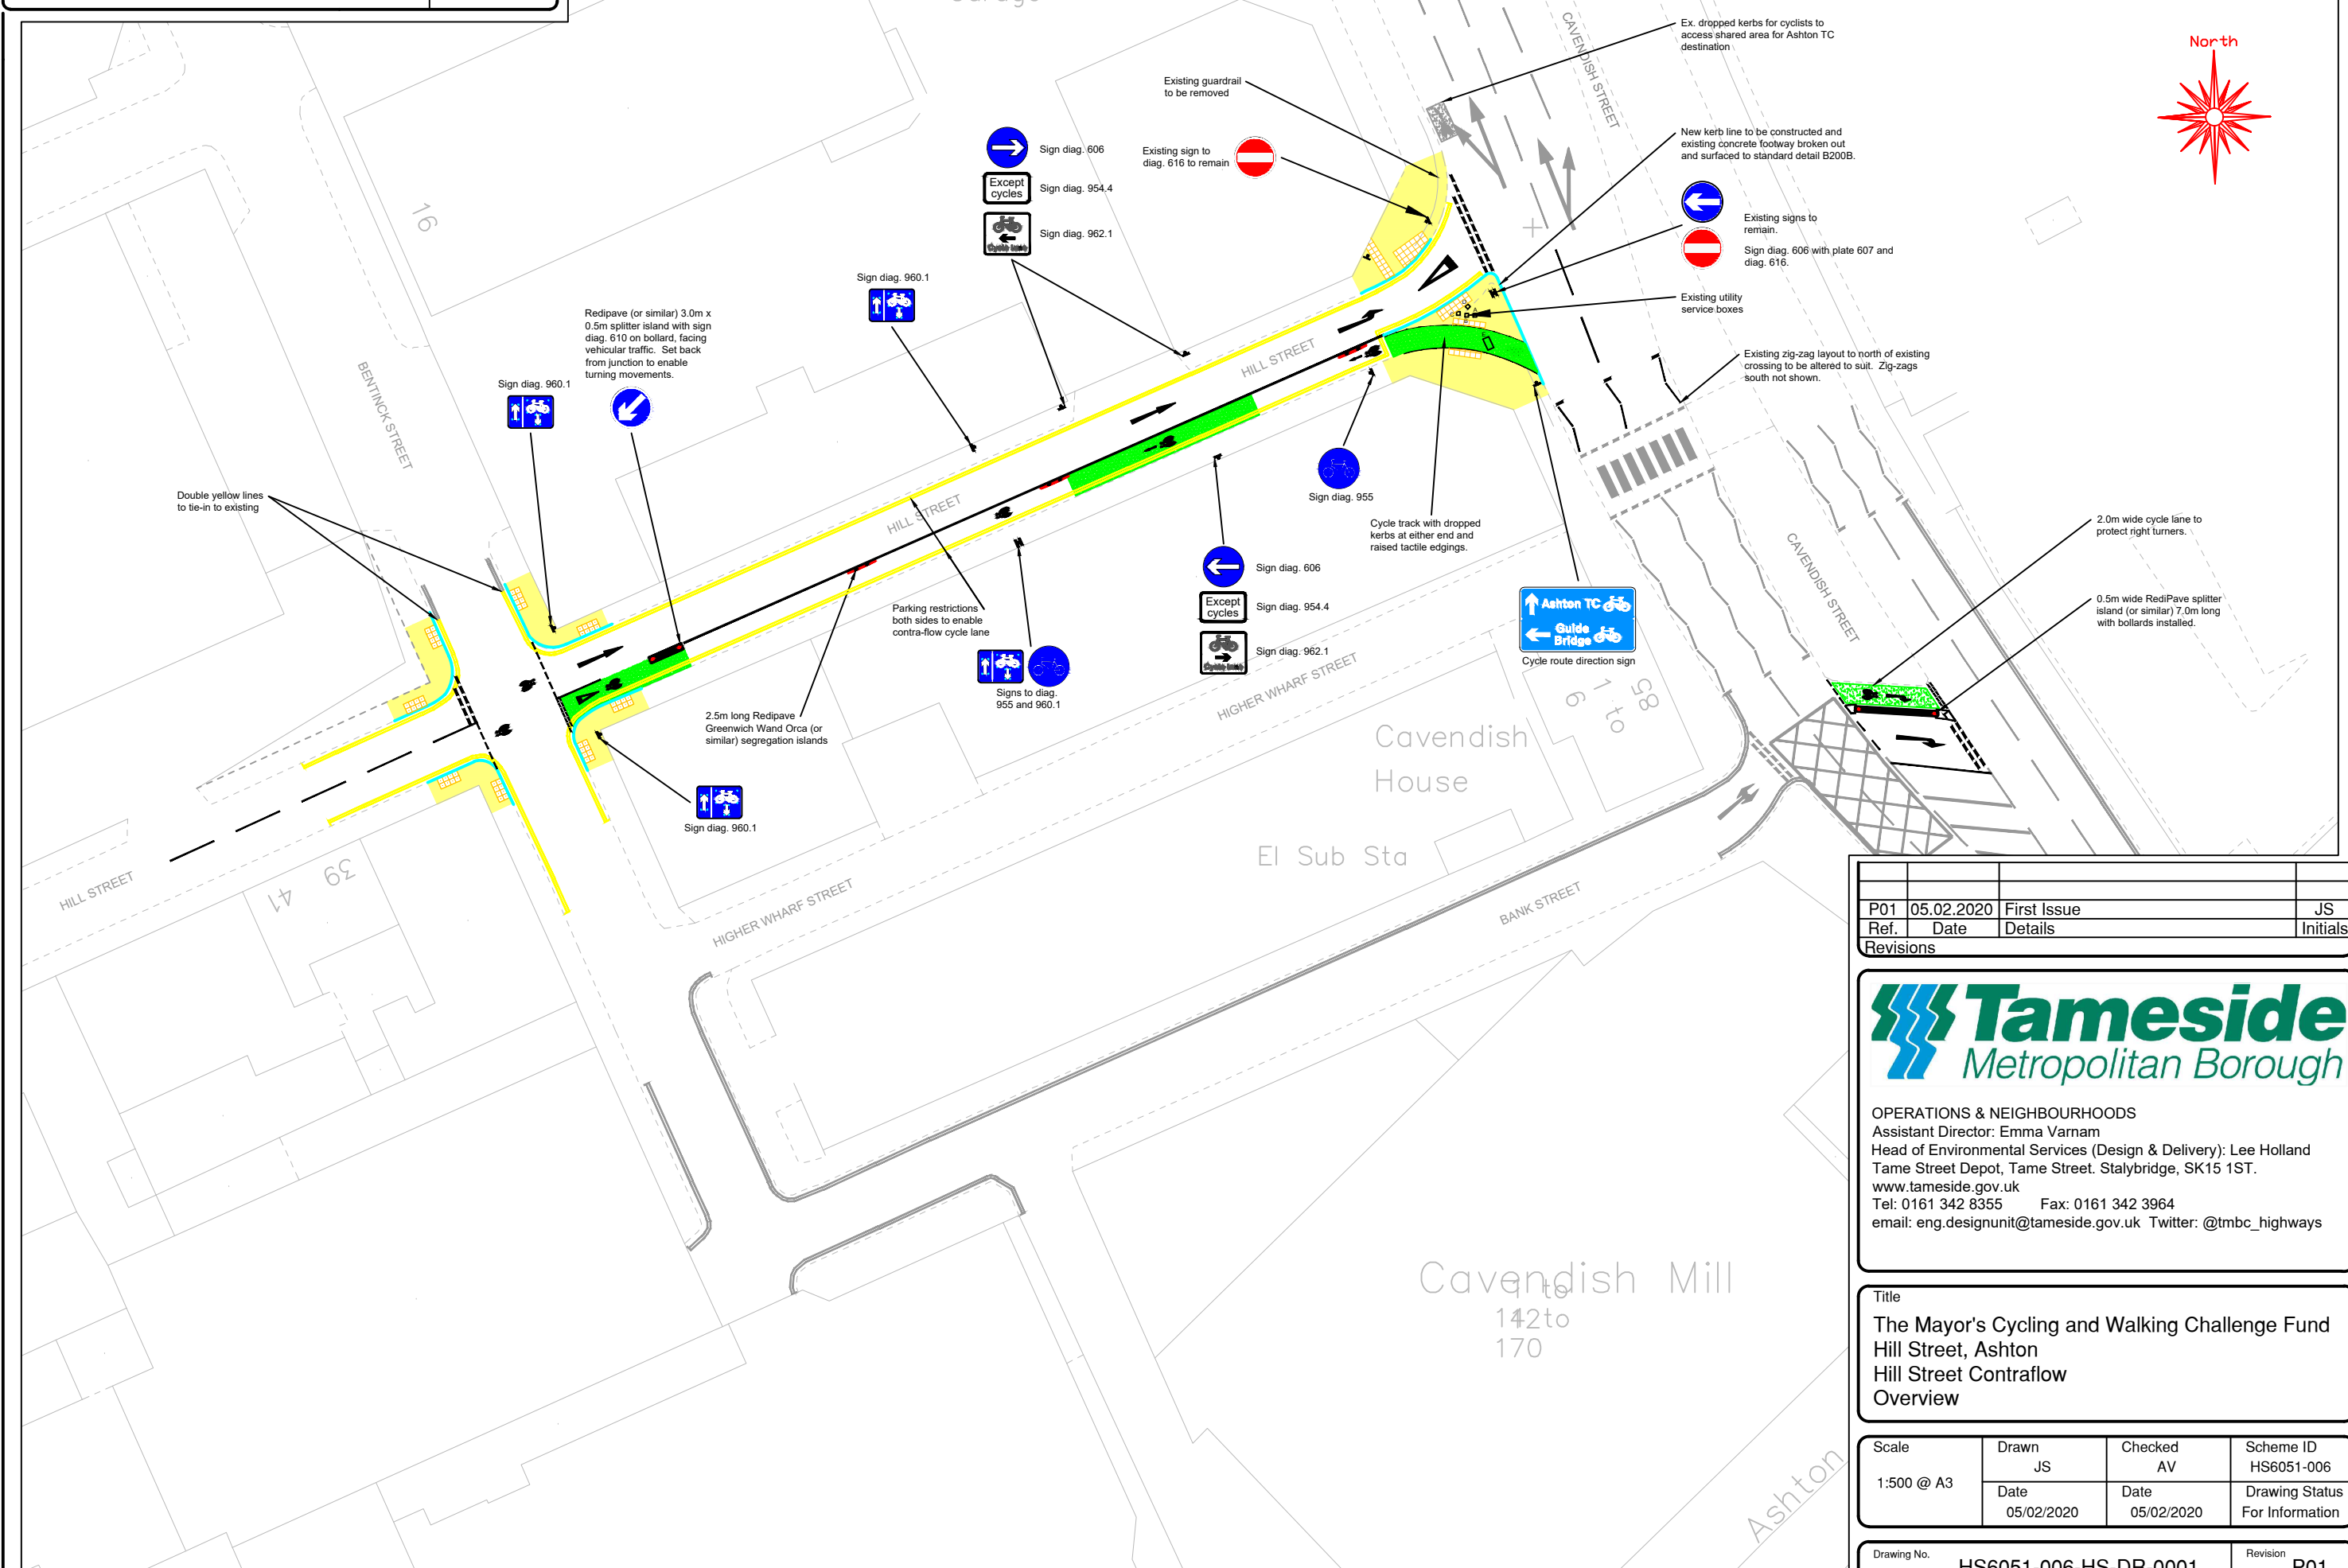 Ex. dropped kerbs for cyclists to
access shared area for Ashton TC
destination
North
CAVENDISH STREET
Existing guardrail
to be removed
New kerb line to be constructed and
existing concrete footway broken out
and surfaced to standard detail B200B.
Sign diag. 606
Existing sign to
diag. 616 to remain
Except
cycles
Sign diag. 954.4
Cycle lane
Sign diag. 962.1
Existing signs to
remain.
Sign diag. 606 with plate 607 and
diag. 616.
16
Sign diag. 960.1
Existing utility
service boxes
Redipave (or similar) 3.0m x
0.5m splitter island with sign
diag. 610 on bollard, facing
vehicular traffic. Set back
from junction to enable
turning movements.
HILL STREET
Existing zig-zag layout to north of existing
crossing to be altered to suit. Zig-zags
south not shown.
BENTINCK STREET
Sign diag. 960.1
Double yellow lines
to tie-in to existing
HILL STREET
Sign diag. 955
Cycle track with dropped
kerbs at either end and
raised tactile edgings.
2.0m wide cycle lane to
protect right turners.
CAVENDISH STREET
Sign diag. 606
Except
cycles
Sign diag. 954.4
Cycle lane
Sign diag. 962.1
Parking restrictions
both sides to enable
contra-flow cycle lane
Ashton TC
Guide
Bridge
Cycle route direction sign
0.5m wide RediPave splitter
island (or similar) 7.0m long
with bollards installed.
Signs to diag.
955 and 960.1
HIGHER WHARF STREET
2.5m long Redipave
Greenwich Wand Orca (or
similar) segregation islands
85
1 to
9
Cavendish
House
Sign diag. 960.1
El Sub Sta
39
41
HILL STREET
HIGHER WHARF STREET
BANK STREET
P01 05.02.2020 First Issue JS
Ref. Date Details Initials
Revisions
Tameside
Metropolitan Borough
OPERATIONS & NEIGHBOURHOODS
Assistant Director: Emma Varnam
Head of Environmental Services (Design & Delivery): Lee Holland
Tame Street Depot, Tame Street. Stalybridge, SK15 1ST.
www.tameside.gov.uk
Tel: 0161 342 8355 Fax: 0161 342 3964
email: eng.designunit@tameside.gov.uk Twitter: @tmbc_highways
Cavendish Mill
170
Ashton
Title
The Mayor's Cycling and Walking Challenge Fund
Hill Street, Ashton
Hill Street Contraflow
Overview
Scale
1:500 @ A3
Drawn
JS
Checked
AV
Scheme ID
HS6051-006
Date
05/02/2020
Date
05/02/2020
Drawing Status
For Information
Drawing No.
HS6051-006-HS-DR-0001
Revision
P01